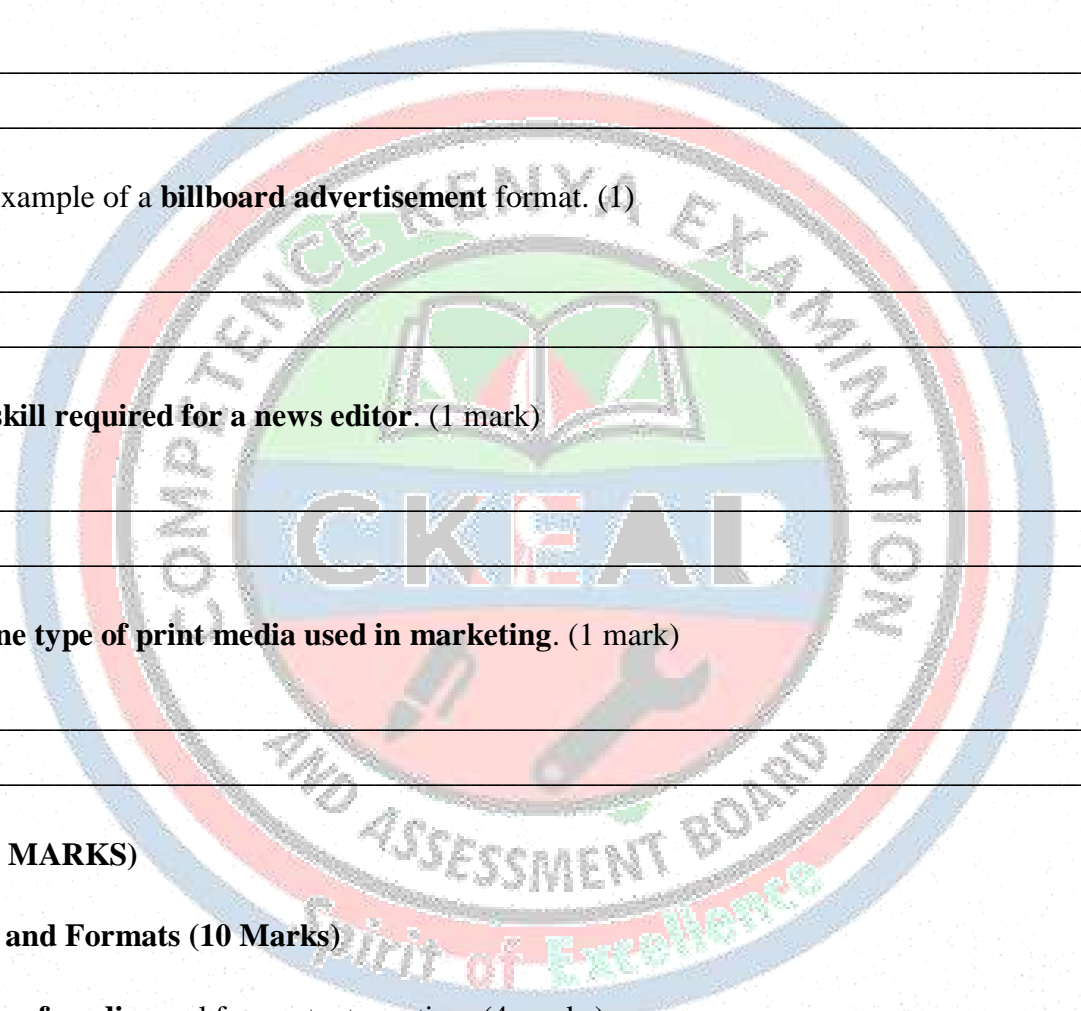 xample of a billboard advertisement format. (1)
skill required for a news editor. (1 mark)
ne type of print media used in marketing. (1 mark)
MARKS)
and Formats (10 Marks)
COMPETENCE KENYA EXAMINATION
CKEAB
AND ASSESSMENT BOARD
Spirit of Excellence